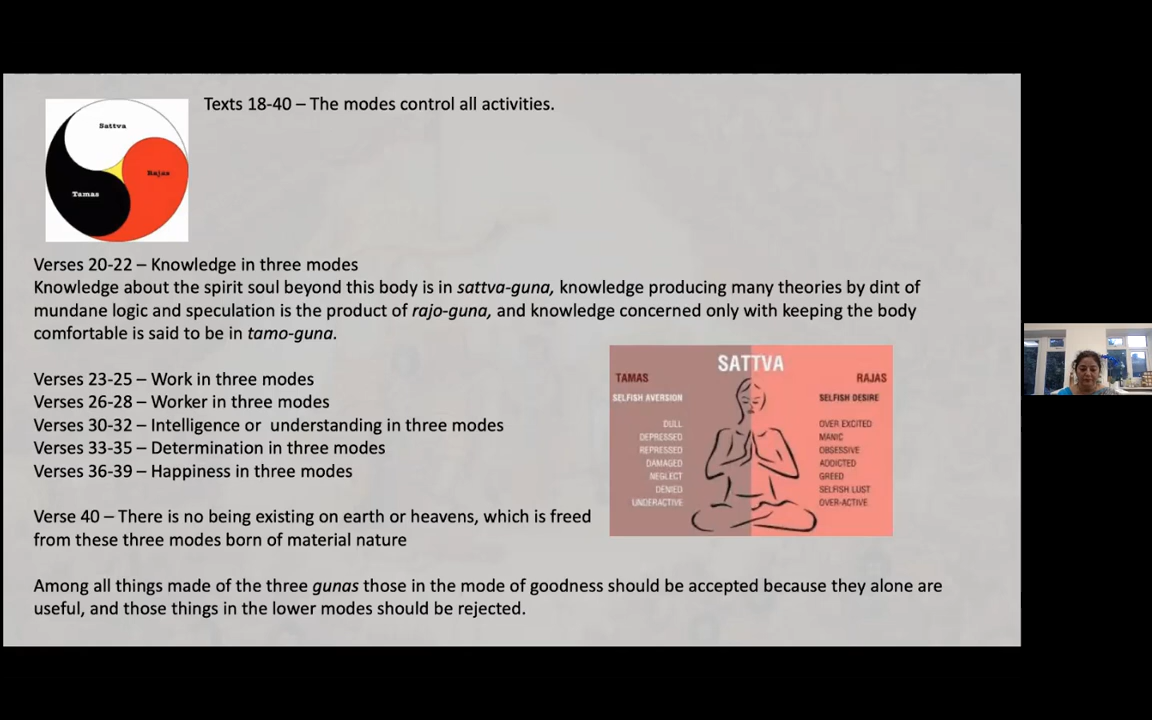 Texts 18-40 – The modes control all activities.
Sattva
Rajas
Tamas
Verses 20-22 – Knowledge in three modes
Knowledge about the spirit soul beyond this body is in sattva-guna, knowledge producing many theories by dint of
mundane logic and speculation is the product of rajo-guna, and knowledge concerned only with keeping the body
comfortable is said to be in tamo-guna.
Verses 23-25 – Work in three modes
Verses 26-28 – Worker in three modes
Verses 30-32 – Intelligence or understanding in three modes
Verses 33-35 – Determination in three modes
Verses 36-39 – Happiness in three modes
SATTVA
TAMAS
SELFISH AVERSION
DULL
DEPRESSED
REPRESSED
DAMAGED
NEGLECT
DENIED
UNDERACTIVE
RAJAS
SELFISH DESIRE
OVER EXCITED
MANIC
OBSESSIVE
ADDICTED
GREED
SELFISH LUST
OVER-ACTIVE
Verse 40 – There is no being existing on earth or heavens, which is freed
from these three modes born of material nature
Among all things made of the three gunas those in the mode of goodness should be accepted because they alone are
useful, and those things in the lower modes should be rejected.